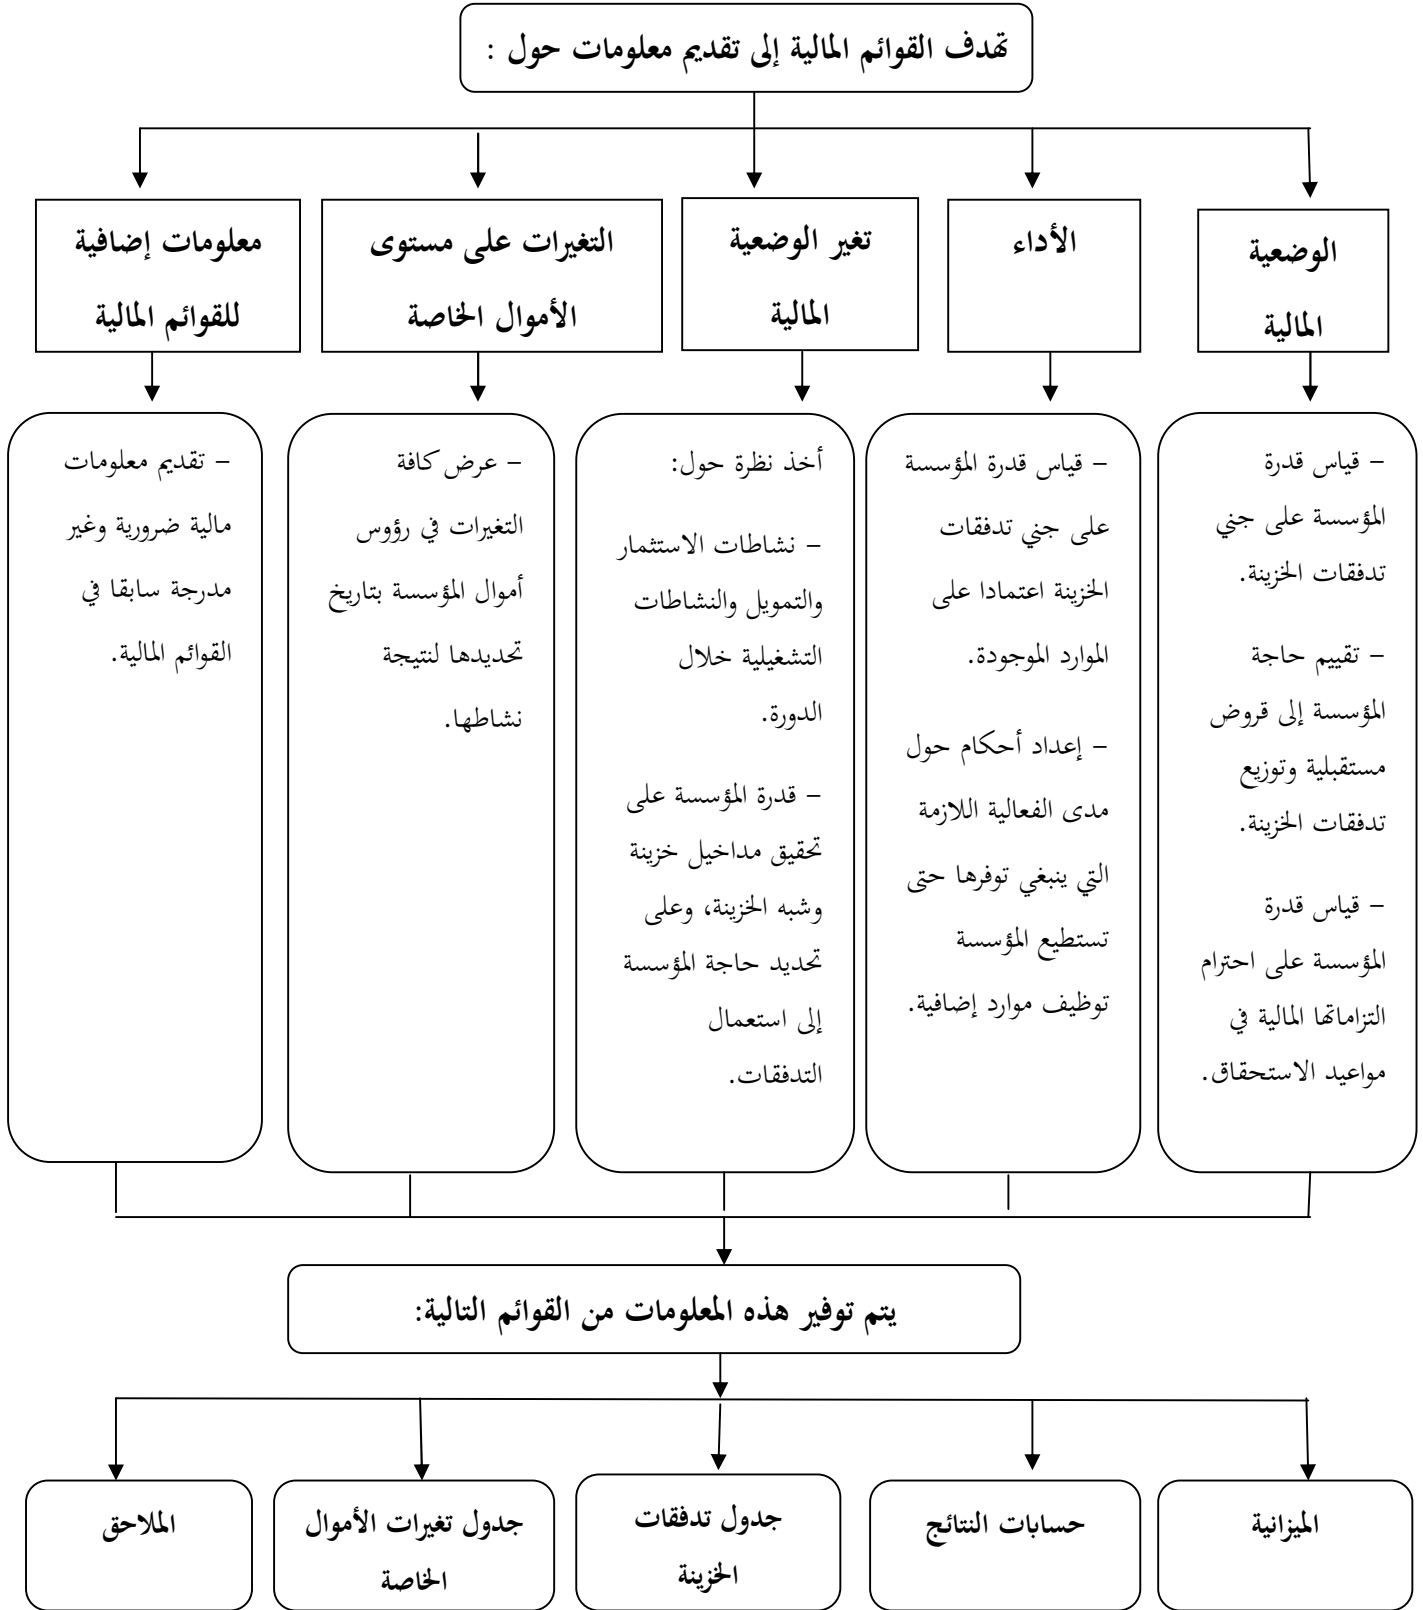 تهدف القوائم المالية إلى تقديم معلومات حول :
الوضعية
المالية
الأداء
تغير الوضعية
المالية
التغيرات على مستوى
الأموال الخاصة
معلومات إضافية
للقوائم المالية
– قياس قدرة
المؤسسة على جني
تدفقات الخزينة.
– تقييم حاجة
المؤسسة إلى قروض
مستقبلية وتوزيع
تدفقات الخزينة.
– قياس قدرة
المؤسسة على احترام
التزاماتها المالية في
مواعيد الاستحقاق.
– قياس قدرة المؤسسة
على جني تدفقات
الخزينة اعتمادا على
الموارد الموجودة.
– إعداد أحكام حول
مدى الفعالية اللازمة
التي ينبغي توفرها حتى
تستطيع المؤسسة
توظيف موارد إضافية.
أخذ نظرة حول:
– نشاطات الاستثمار
والتمويل والنشاطات
التشغيلية خلال
الدورة.
– قدرة المؤسسة على
تحقيق مداخيل خزينة
وشبه الخزينة، وعلى
تحديد حاجة المؤسسة
إلى استعمال
التدفقات.
– عرض كافة
التغيرات في رؤوس
أموال المؤسسة بتاريخ
تحديدها لنتيجة
نشاطها.
– تقديم معلومات
مالية ضرورية وغير
مدرجة سابقا في
القوائم المالية.
يتم توفير هذه المعلومات من القوائم التالية:
الميزانية
حسابات النتائج
جدول تدفقات
الخزينة
جدول تغيرات الأموال
الخاصة
الملاحق